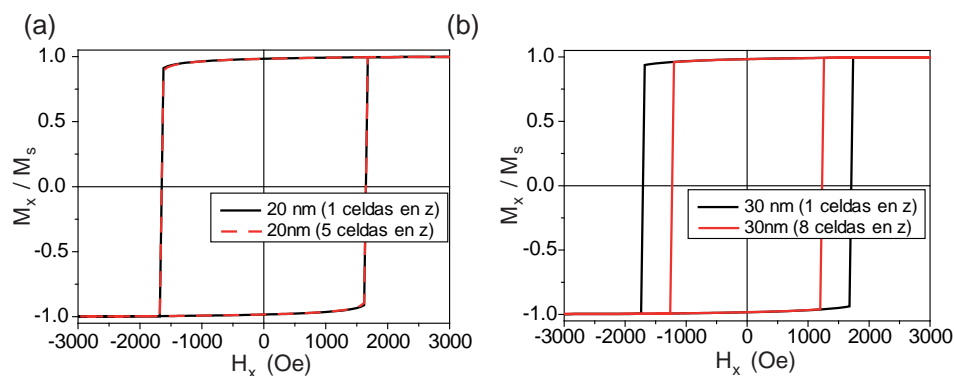 (a)
1.0
0.5
0.0
-0.5
-1.0
M_x / M_s
20 nm (1 celdas en z)
20nm (5 celdas en z)
-3000 -2000 -1000 0 1000 2000 3000
H_x (Oe)
(b)
1.0
0.5
0.0
-0.5
-1.0
M_x / M_s
30 nm (1 celdas en z)
30nm (8 celdas en z)
-3000 -2000 -1000 0 1000 2000 3000
H_x (Oe)